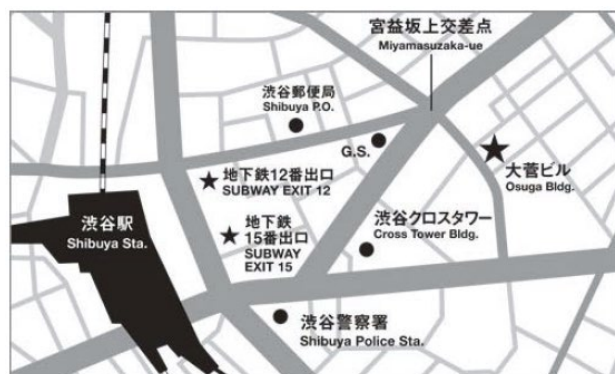 宮益坂上交差点
Miyamasuzaka-ue
渋谷郵便局
Shibuya P.O.
G.S.
大菅ビル
Osuga Bldg.
地下鉄12番出口
SUBWAY EXIT 12
渋谷駅
Shibuya Sta.
地下鉄
15番出口
SUBWAY
EXIT 15
渋谷クロスタワー
Cross Tower Bldg.
渋谷警察署
Shibuya Police Sta.